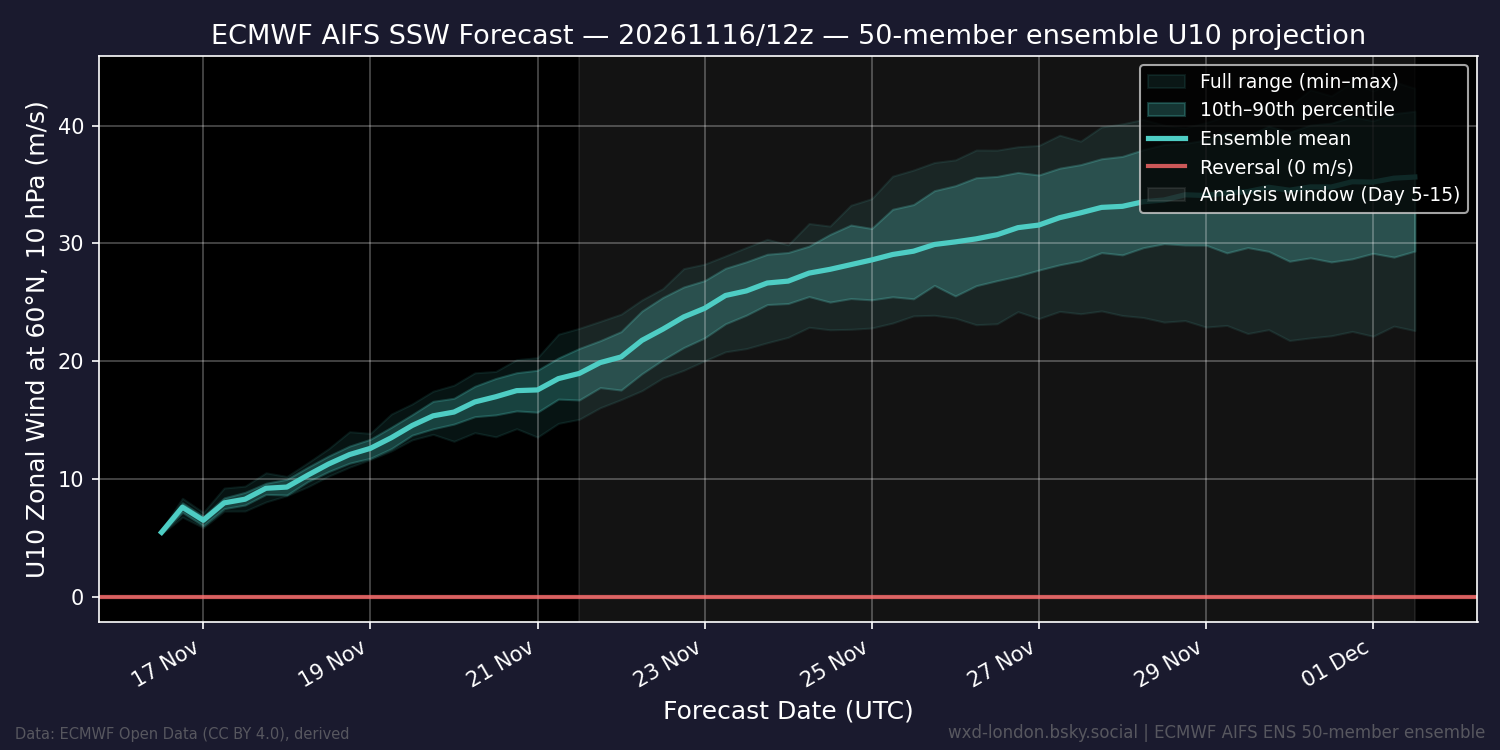 ECMWF AIFS SSW Forecast — 20261116/12z — 50-member ensemble U10 projection
U10 Zonal Wind at 60°N, 10 hPa (m/s)
40
30
20
10
0
Full range (min–max)
10th–90th percentile
Ensemble mean
Reversal (0 m/s)
Analysis window (Day 5-15)
17 Nov
19 Nov
21 Nov
23 Nov
25 Nov
27 Nov
29 Nov
01 Dec
Forecast Date (UTC)
Data: ECMWF Open Data (CC BY 4.0), derived
wxd-london.bsky.social | ECMWF AIFS ENS 50-member ensemble